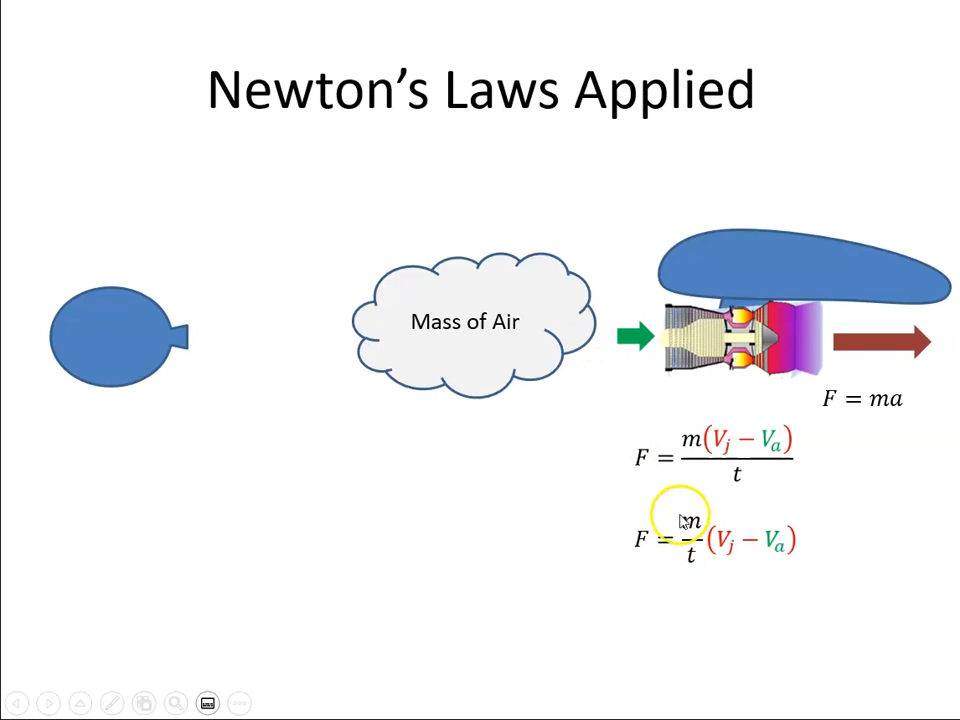 Newton's Laws Applied
Mass of Air
F = ma
F = m(V_j − V_a) / t
F = m/t (V_j − V_a)